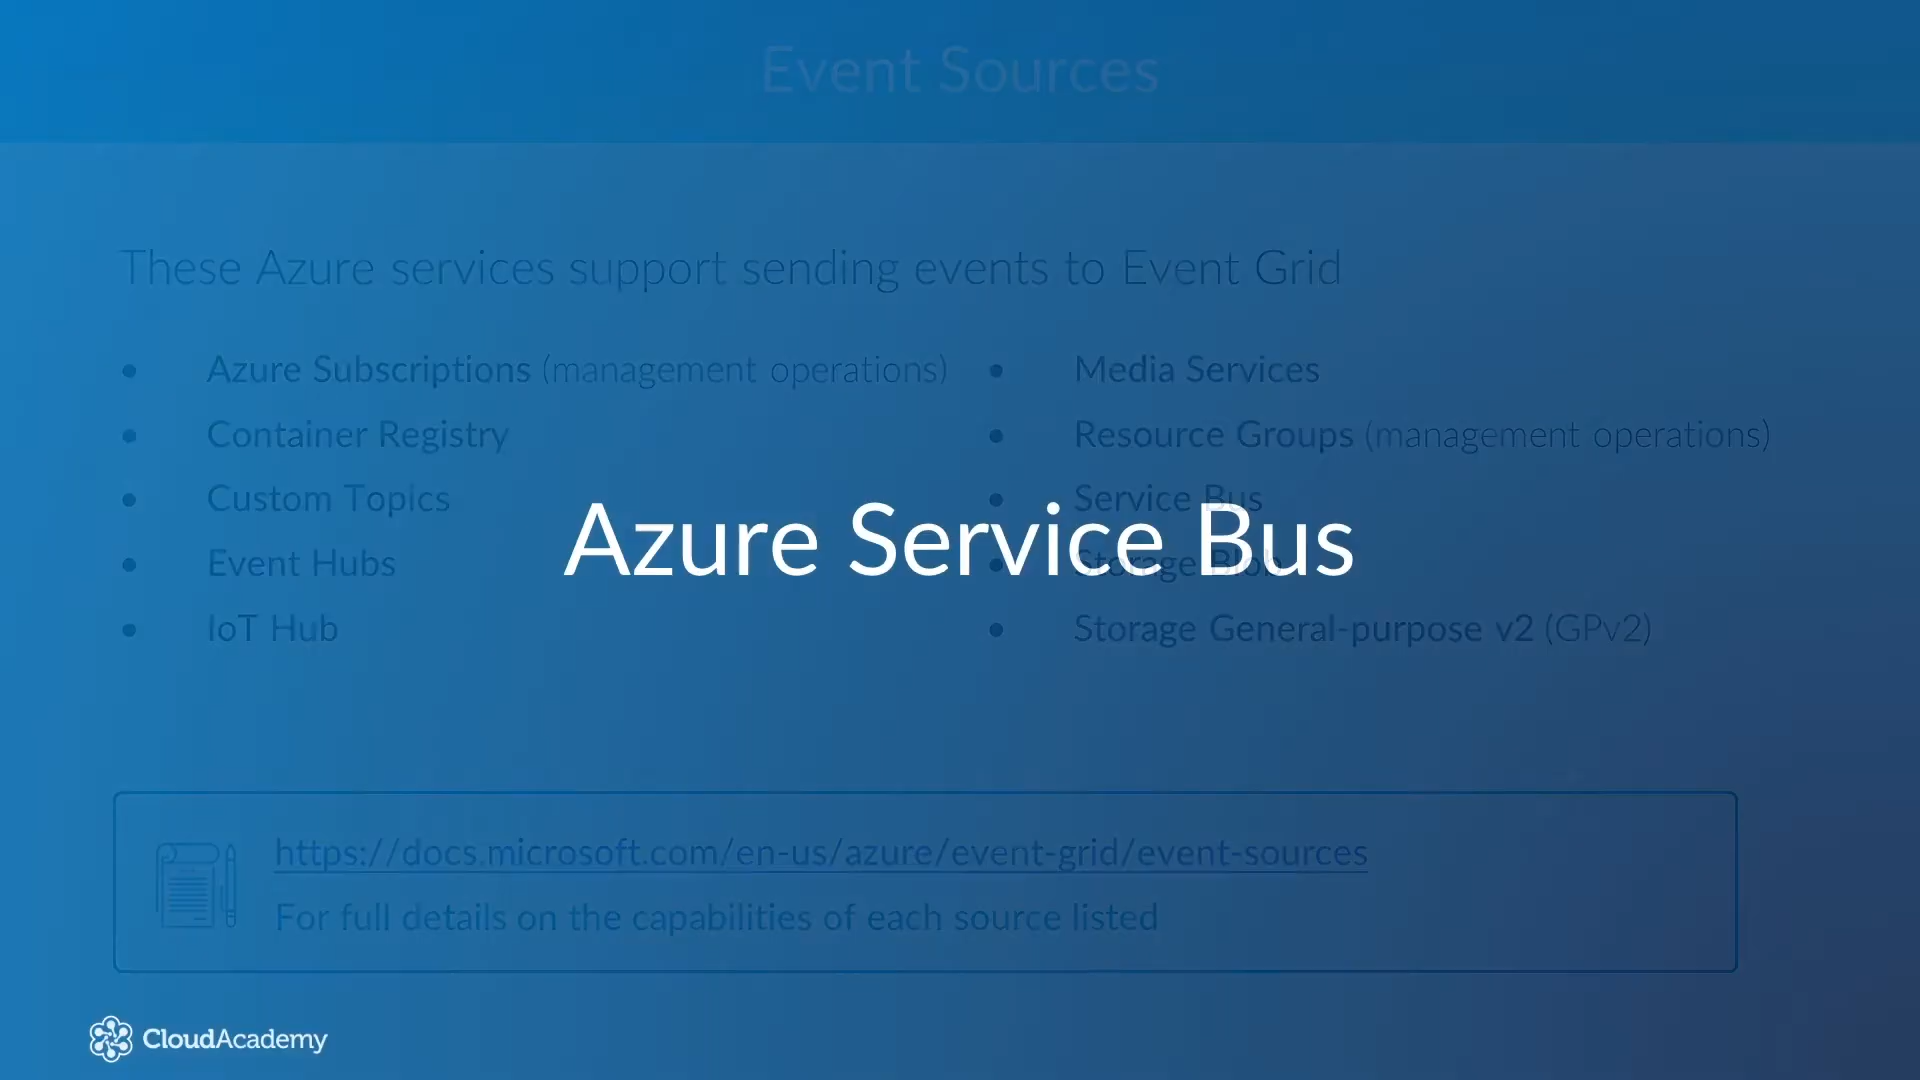 Event Sources
These Azure services support sending events to Event Grid
• Azure Subscriptions (management operations)
• Container Registry
• Custom Topics
• Event Hubs
• IoT Hub
• Media Services
• Resource Groups (management operations)
• Service Bus
• Storage Blob
• Storage General-purpose v2 (GPv2)
Azure Service Bus
https://docs.microsoft.com/en-us/azure/event-grid/event-sources
For full details on the capabilities of each source listed
CloudAcademy